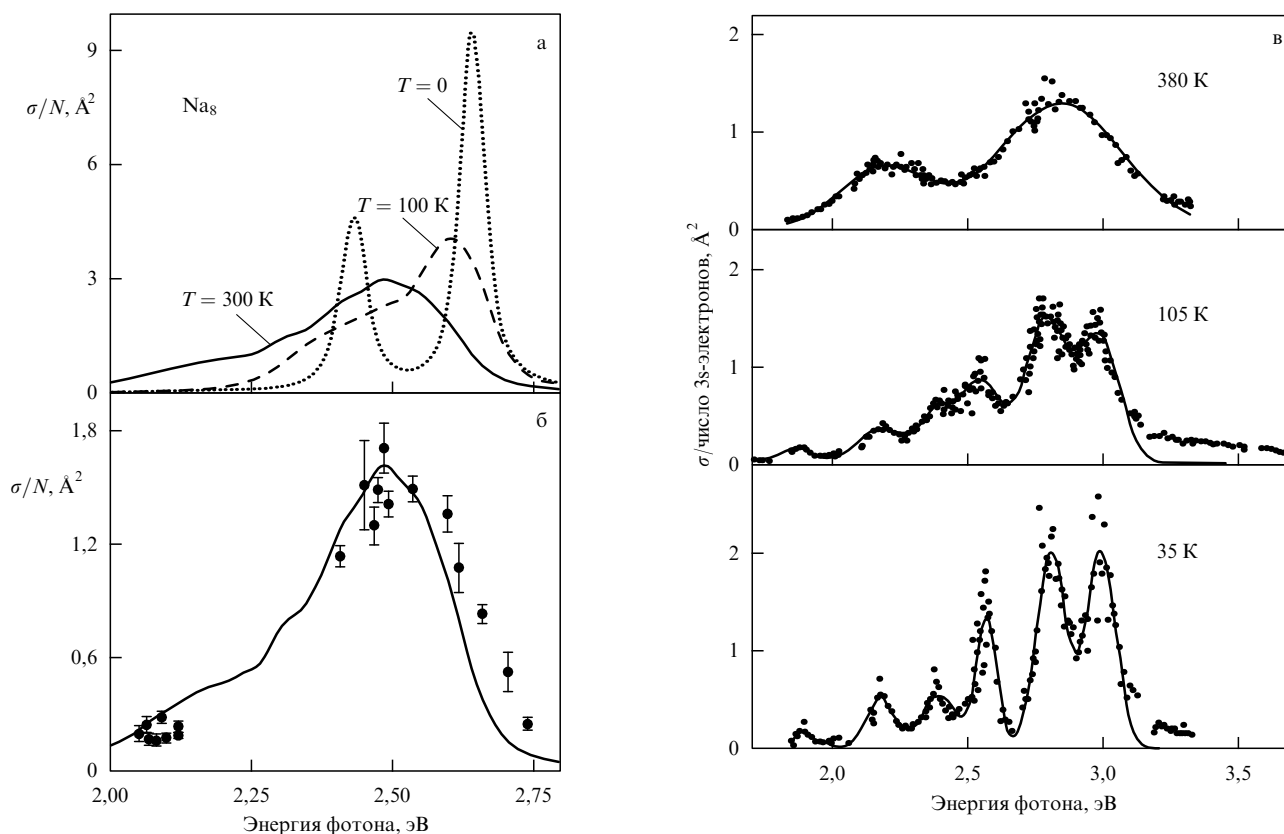 а
9
σ/N, Å²
Na₈
T = 0
6
T = 100 К
3
T = 300 К
0
б
1,8
σ/N, Å²
1,2
0,6
0
2,00 2,25 2,50 2,75
Энергия фотона, эВ
в
380 К
2
1
0
105 К
2
1
0
σ/число 3s-электронов, Å²
35 К
2
1
0
2,0 2,5 3,0 3,5
Энергия фотона, эВ